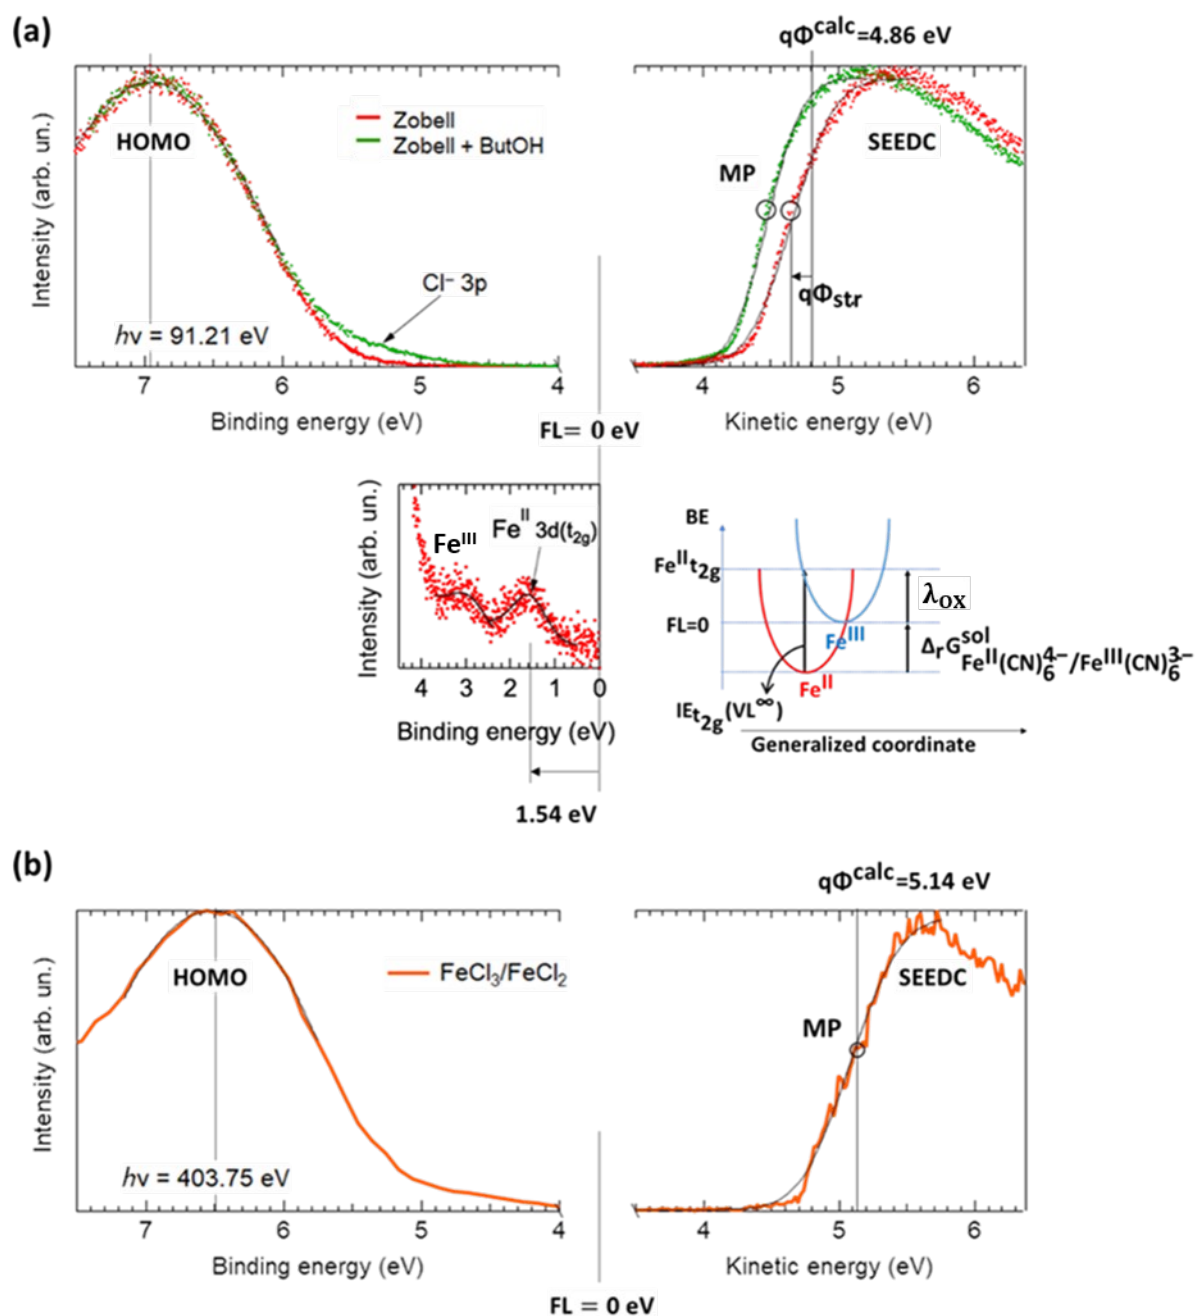 (a)
qΦcalc=4.86 eV
Intensity (arb. un.)
HOMO
Zobell
Zobell + ButOH
Cl⁻ 3p
hν = 91.21 eV
7 6 5 4
Binding energy (eV)
MP
SEEDC
qΦstr
4 5 6
Kinetic energy (eV)
FL= 0 eV
Intensity (arb. un.)
FeIII
FeII 3d(t2g)
4 3 2 1 0
Binding energy (eV)
1.54 eV
BE
FeIIt2g
FL=0
λox
FeIII
ΔrGsol FeII(CN)6⁴⁻/FeIII(CN)6³⁻
FeII
IEt2g(VL∞)
Generalized coordinate
(b)
qΦcalc=5.14 eV
Intensity (arb. un.)
HOMO
FeCl3/FeCl2
hν = 403.75 eV
7 6 5 4
Binding energy (eV)
MP
SEEDC
4 5 6
Kinetic energy (eV)
FL = 0 eV